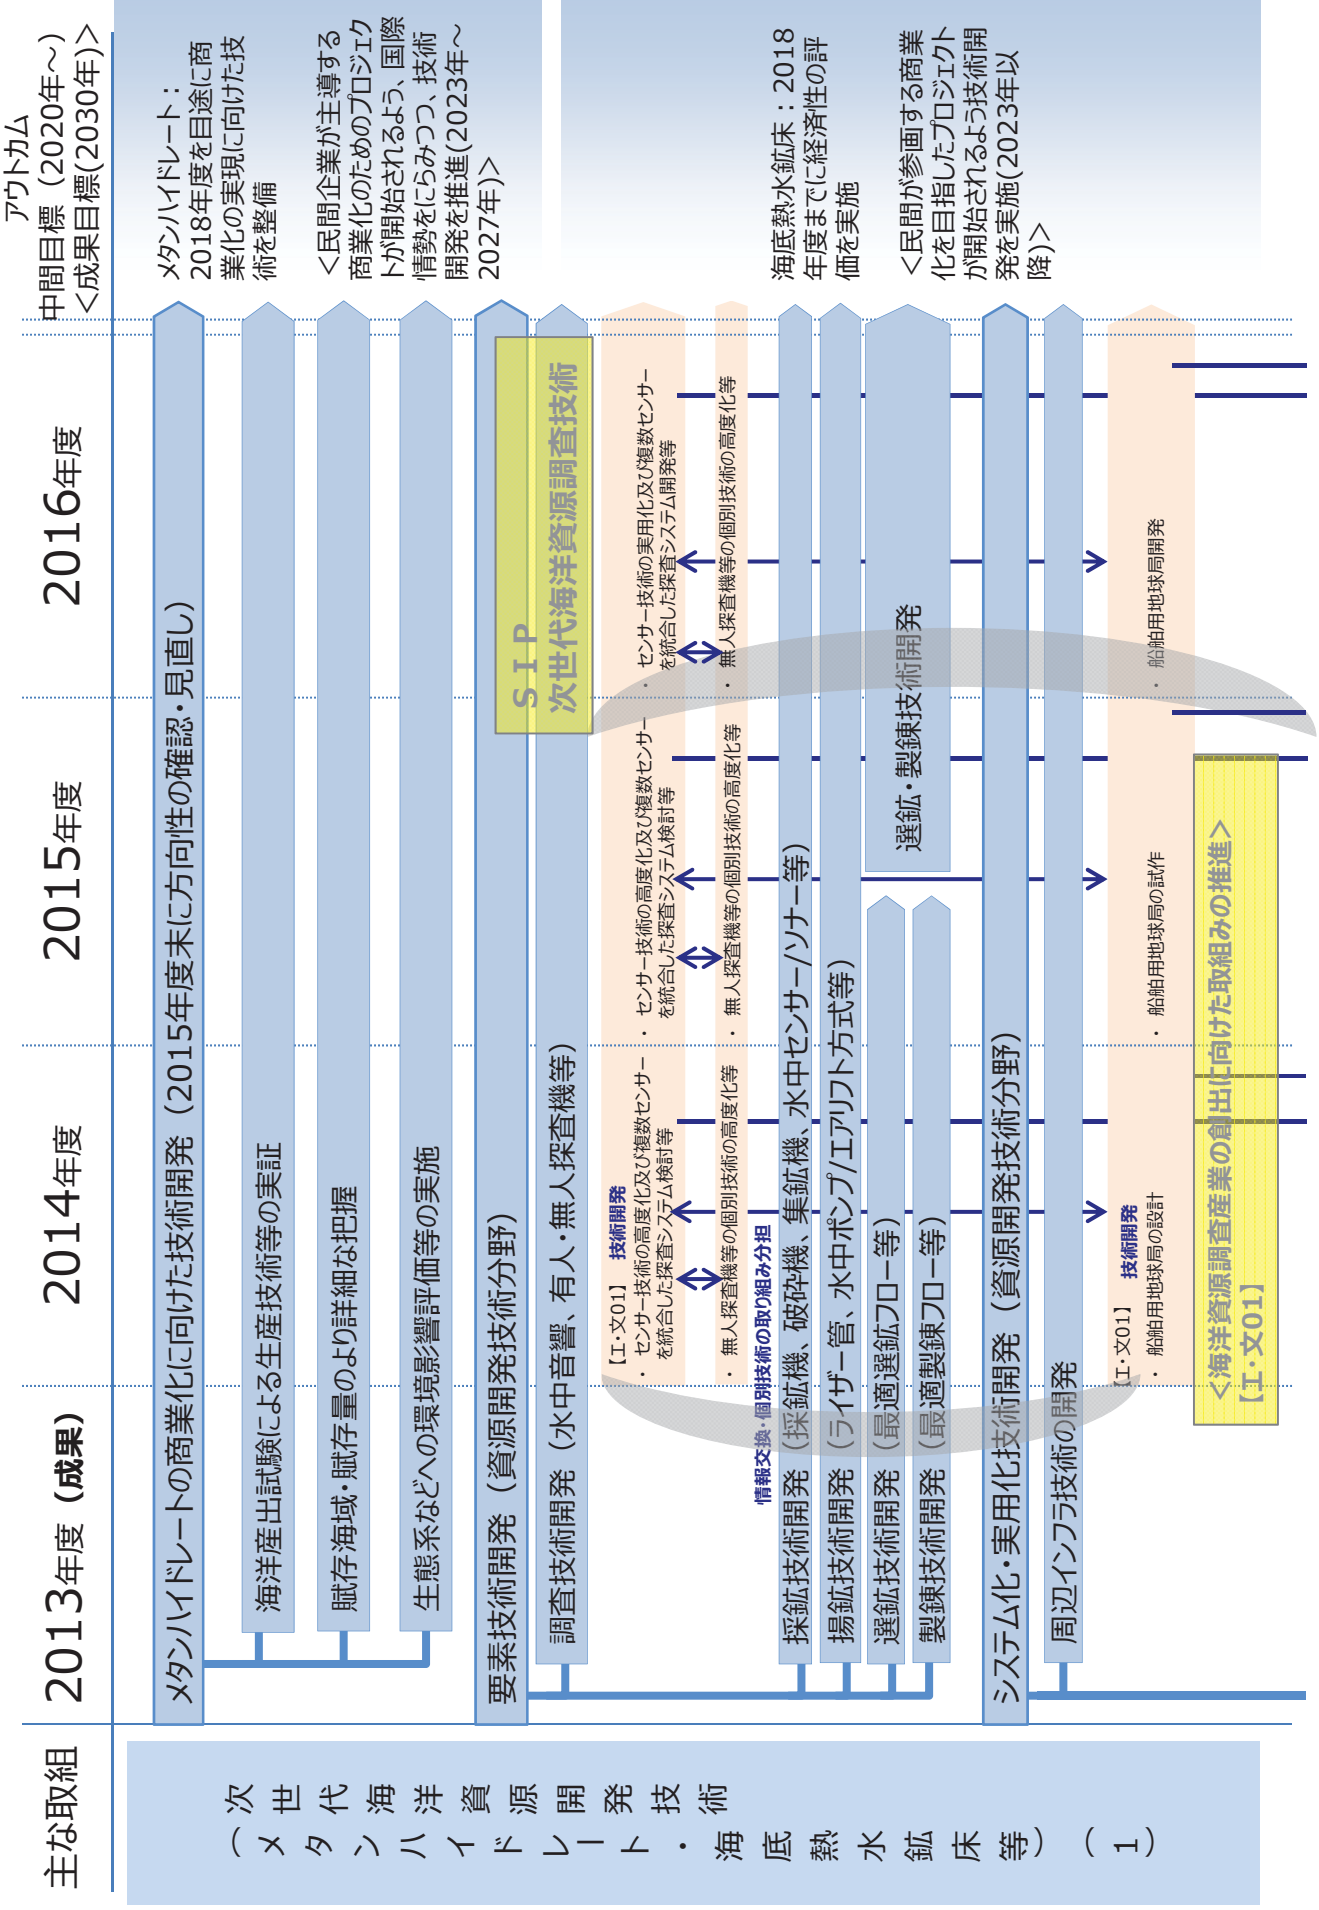 主な取組
2013年度（成果）
2014年度
2015年度
2016年度
アウトカム
中間目標（2020年～）
＜成果目標(2030年)＞
次世代海洋資源開発技術
（メタンハイドレート・海底熱水鉱床等）（1）
メタンハイドレートの商業化に向けた技術開発（2015年度末に方向性の確認・見直し）
海洋産出試験による生産技術等の実証
賦存海域・賦存量のより詳細な把握
生態系などへの環境影響評価等の実施
メタンハイドレート：
2018年度を目途に商
業化の実現に向けた技
術を整備
＜民間企業が主導する
商業化のためのプロジェク
トが開始されるよう、国際
情勢をにらみつつ、技術
開発を推進(2023年～
2027年)＞
要素技術開発（資源開発技術分野）
ＳＩＰ
次世代海洋資源調査技術
調査技術開発（水中音響、有人・無人探査機等）
【工・文01】　技術開発
・ センサー技術の高度化及び複数センサー
を統合した探査システム検討等
・ センサー技術の高度化及び複数センサー
を統合した探査システム検討等
・ センサー技術の実用化及び複数センサー
を統合した探査システム開発等
・ 無人探査機等の個別技術の高度化等
・ 無人探査機等の個別技術の高度化等
・ 無人探査機等の個別技術の高度化等
情報交換・個別技術の取り組み分担
採鉱技術開発（採鉱機、破砕機、集鉱機、水中センサー/ソナー等）
揚鉱技術開発（ライザー管、水中ポンプ/エアリフト方式等）
選鉱技術開発（最適選鉱フロー等）
製錬技術開発（最適製錬フロー等）
選鉱・製錬技術開発
海底熱水鉱床：2018
年度までに経済性の評
価を実施
＜民間が参画する商業
化を目指したプロジェクト
が開始されるよう技術開
発を実施(2023年以
降)＞
システム化・実用化技術開発（資源開発技術分野）
周辺インフラ技術の開発
【工・文01】　技術開発
・ 船舶用地球局の設計
・ 船舶用地球局の試作
・ 船舶用地球局開発
＜海洋資源調査産業の創出に向けた取組みの推進＞
【工・文01】